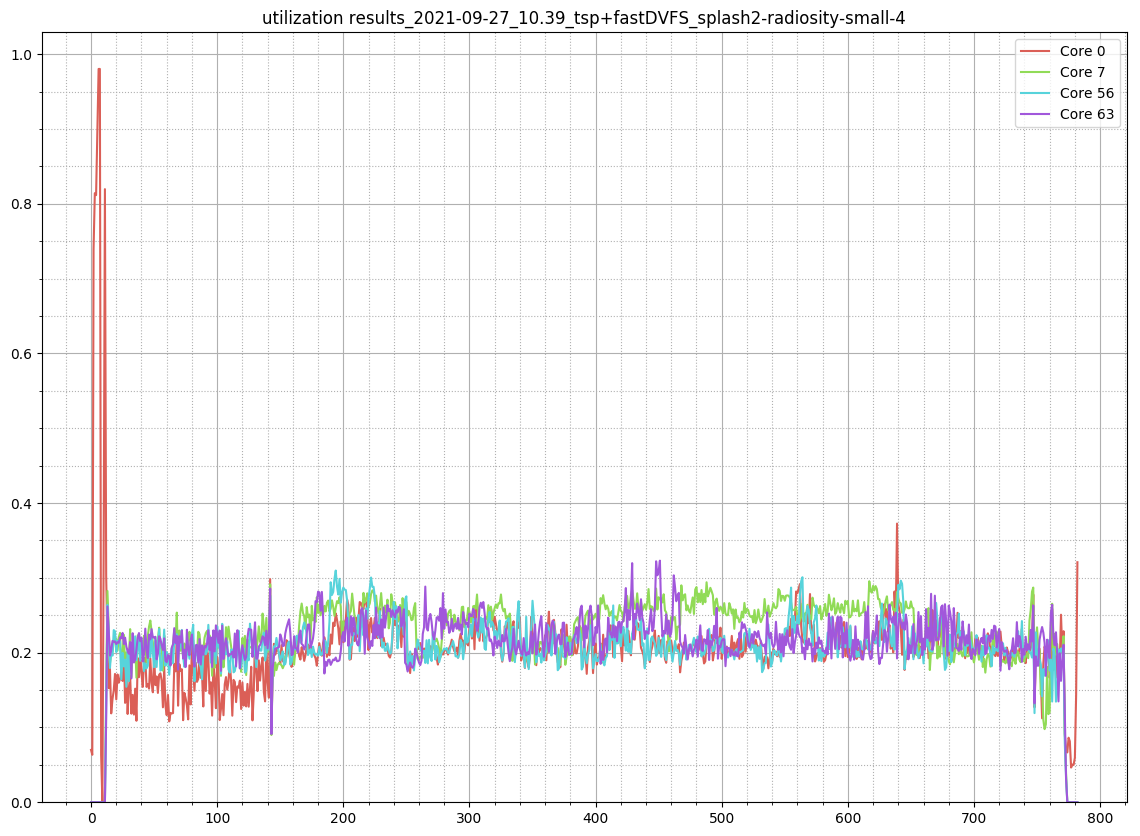 utilization results_2021-09-27_10.39_tsp+fastDVFS_splash2-radiosity-small-4
Core 0
Core 7
Core 56
Core 63
1.0
0.8
0.6
0.4
0.2
0.0
0 100 200 300 400 500 600 700 800